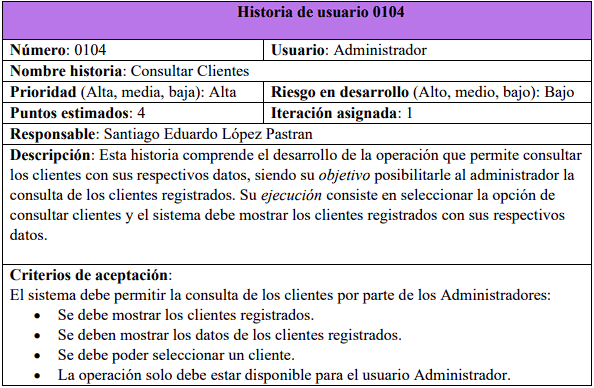 Historia de usuario 0104
Número: 0104 Usuario: Administrador
Nombre historia: Consultar Clientes
Prioridad (Alta, media, baja): Alta Riesgo en desarrollo (Alto, medio, bajo): Bajo
Puntos estimados: 4 Iteración asignada: 1
Responsable: Santiago Eduardo López Pastran
Descripción: Esta historia comprende el desarrollo de la operación que permite consultar
los clientes con sus respectivos datos, siendo su objetivo posibilitarle al administrador la
consulta de los clientes registrados. Su ejecución consiste en seleccionar la opción de
consultar clientes y el sistema debe mostrar los clientes registrados con sus respectivos
datos.
Criterios de aceptación:
El sistema debe permitir la consulta de los clientes por parte de los Administradores:
• Se debe mostrar los clientes registrados.
• Se deben mostrar los datos de los clientes registrados.
• Se debe poder seleccionar un cliente.
• La operación solo debe estar disponible para el usuario Administrador.